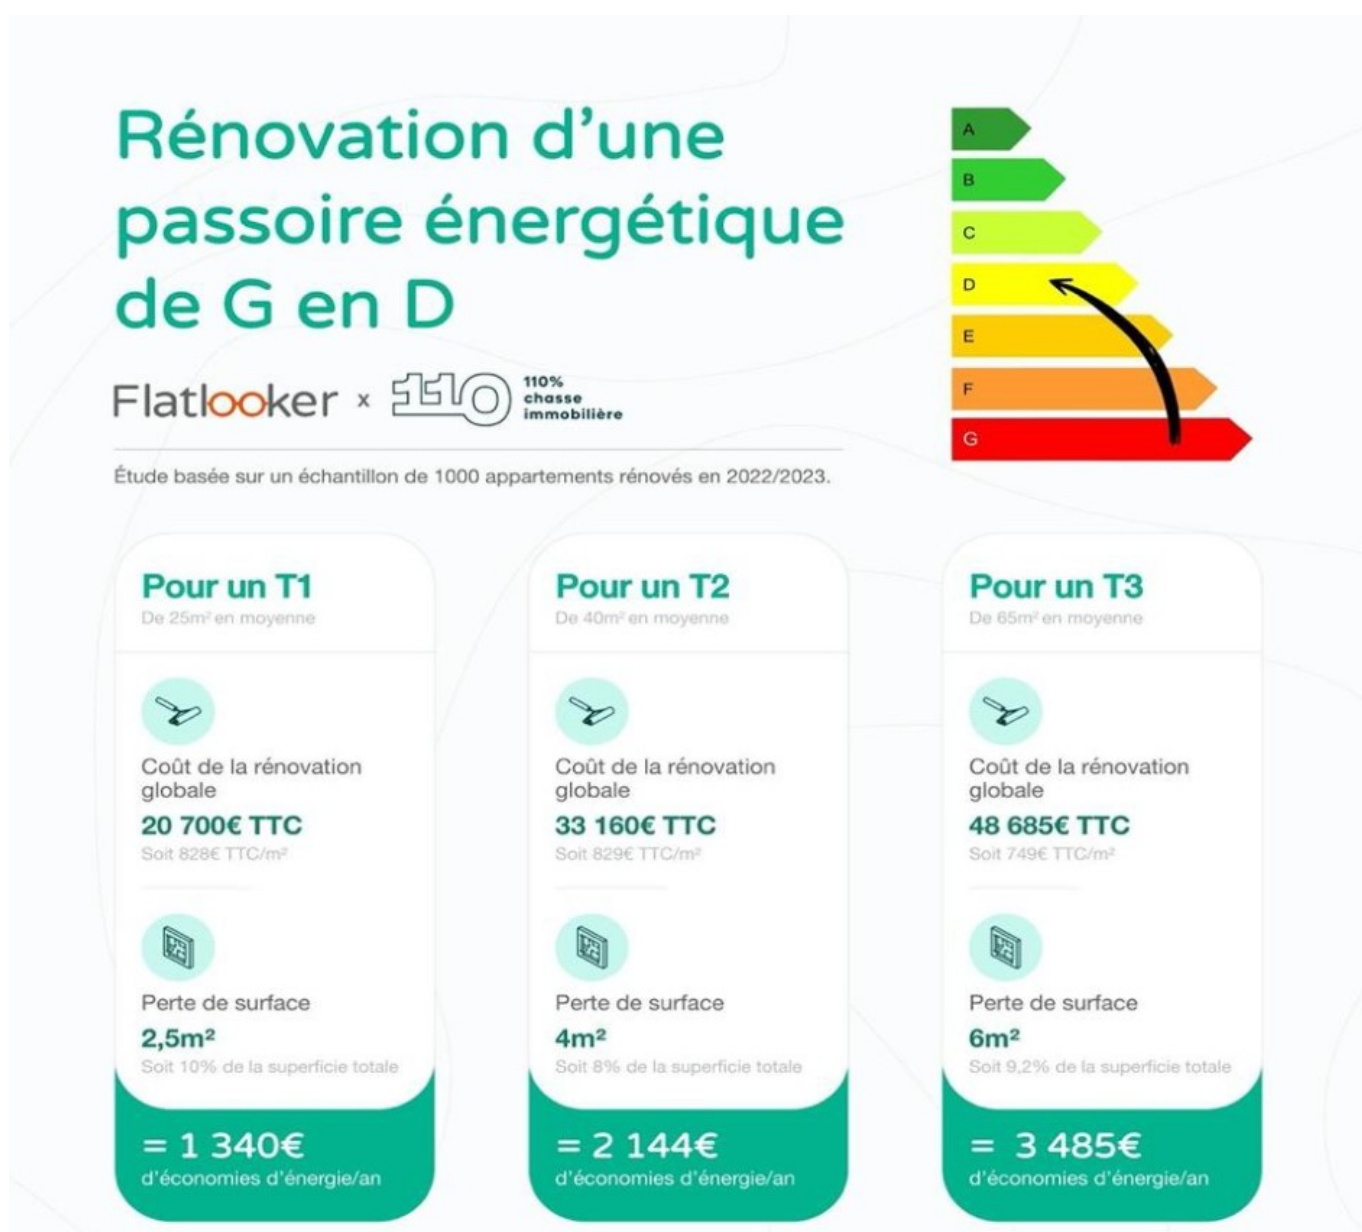 Rénovation d'une
passoire énergétique
de G en D
Flatlooker x 110 110%
chasse
immobilière
Étude basée sur un échantillon de 1000 appartements rénovés en 2022/2023.
A
B
C
D
E
F
G
Pour un T1
De 25m² en moyenne
Coût de la rénovation
globale
20 700€ TTC
Soit 828€ TTC/m²
Perte de surface
2,5m²
Soit 10% de la superficie totale
= 1 340€
d'économies d'énergie/an
Pour un T2
De 40m² en moyenne
Coût de la rénovation
globale
33 160€ TTC
Soit 829€ TTC/m²
Perte de surface
4m²
Soit 8% de la superficie totale
= 2 144€
d'économies d'énergie/an
Pour un T3
De 65m² en moyenne
Coût de la rénovation
globale
48 685€ TTC
Soit 749€ TTC/m²
Perte de surface
6m²
Soit 9,2% de la superficie totale
= 3 485€
d'économies d'énergie/an